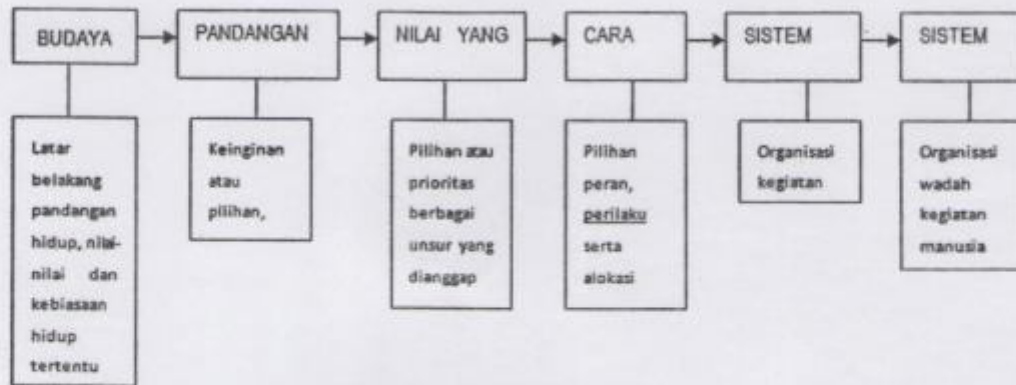 BUDAYA
PANDANGAN
NILAI YANG
CARA
SISTEM
SISTEM
Latar
belakang
pandangan
hidup, nilai-
nilai dan
kebiasaan
hidup
tertentu
Keinginan
atau
pilihan,
Pilihan atau
prioritas
berbagai
unsur yang
dianggap
Pilihan
peran,
perilaku
serta
alokasi
Organisasi
kegiatan
Organisasi
wadah
kegiatan
manusia